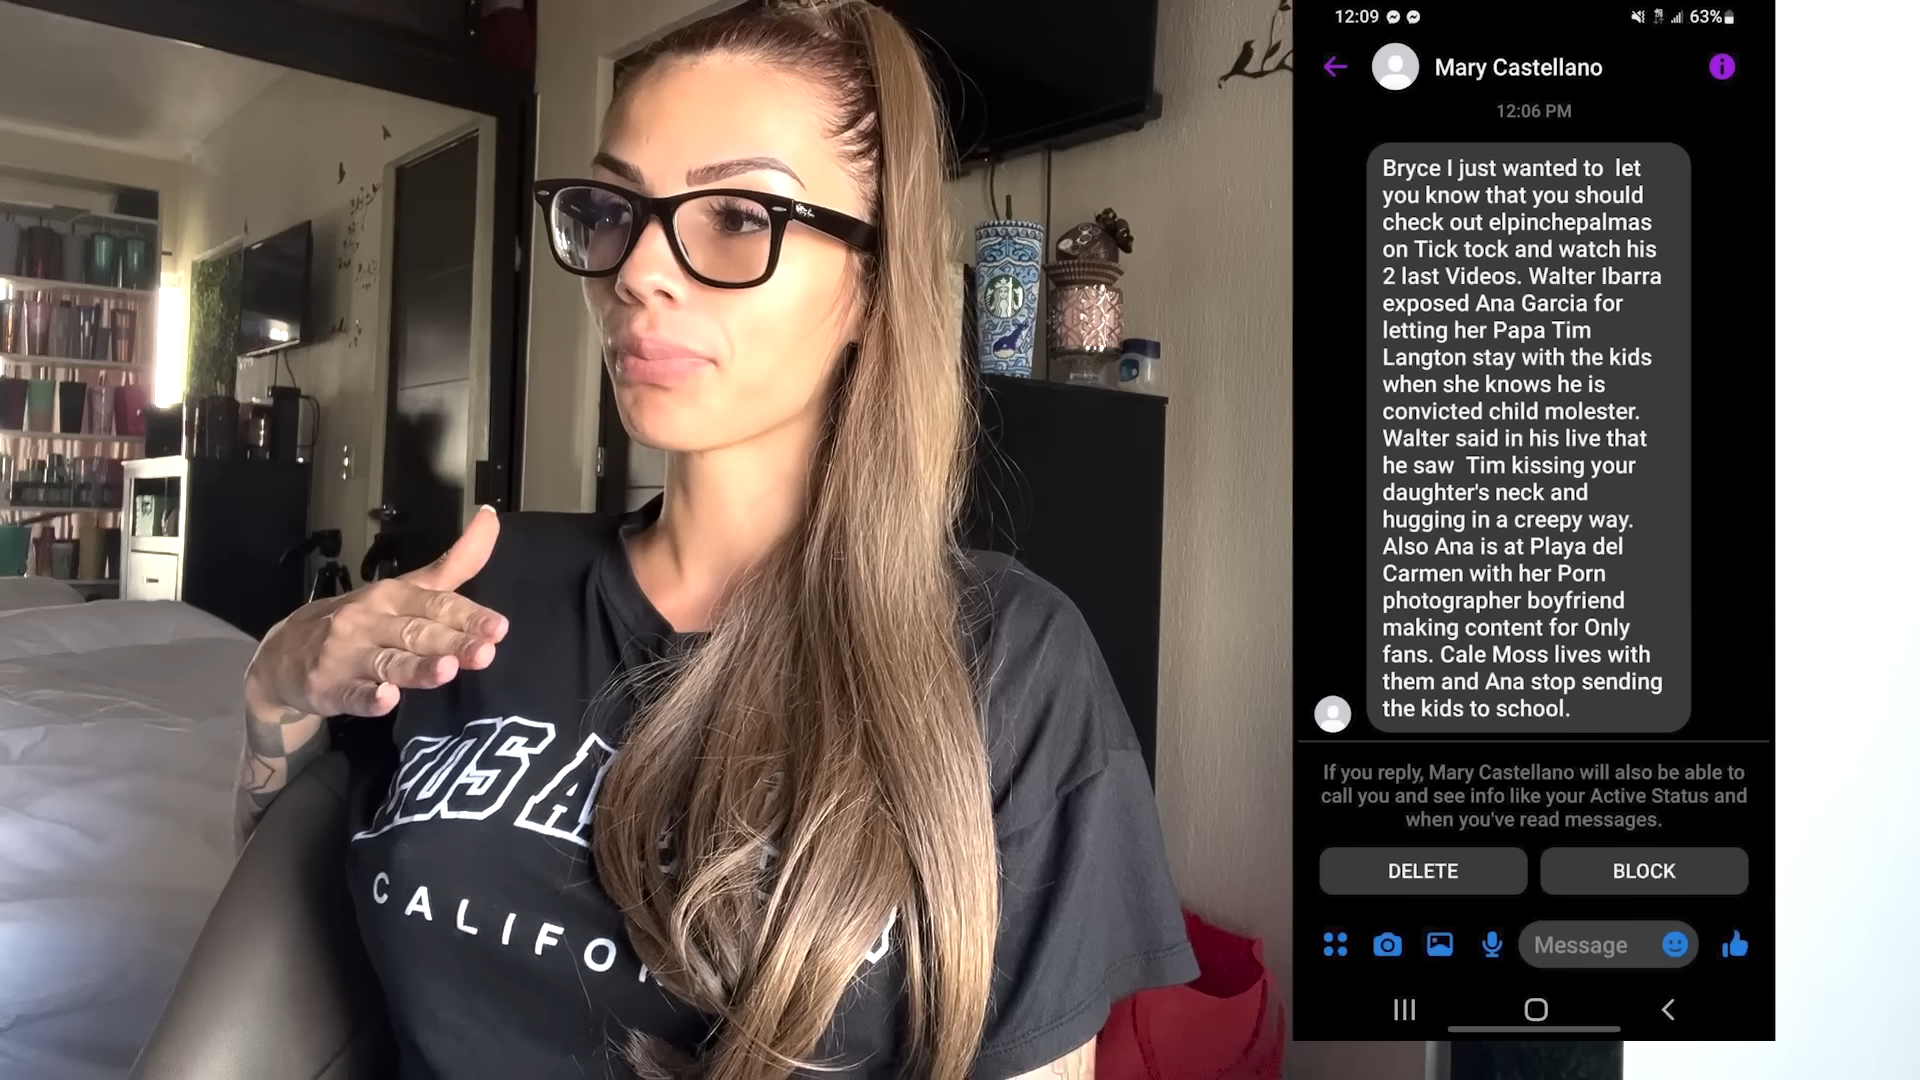 12:09
63%
Mary Castellano
12:06 PM
Bryce I just wanted to let
you know that you should
check out elpinchepalmas
on Tick tock and watch his
2 last Videos. Walter Ibarra
exposed Ana Garcia for
letting her Papa Tim
Langton stay with the kids
when she knows he is
convicted child molester.
Walter said in his live that
he saw Tim kissing your
daughter's neck and
hugging in a creepy way.
Also Ana is at Playa del
Carmen with her Porn
photographer boyfriend
making content for Only
fans. Cale Moss lives with
them and Ana stop sending
the kids to school.
If you reply, Mary Castellano will also be able to
call you and see info like your Active Status and
when you've read messages.
DELETE
BLOCK
Message
LOS A
CALIFO